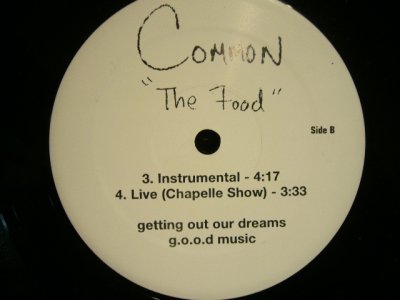 Common
"The Food"
Side B
3. Instrumental - 4:17
4. Live (Chapelle Show) - 3:33
getting out our dreams
g.o.o.d music